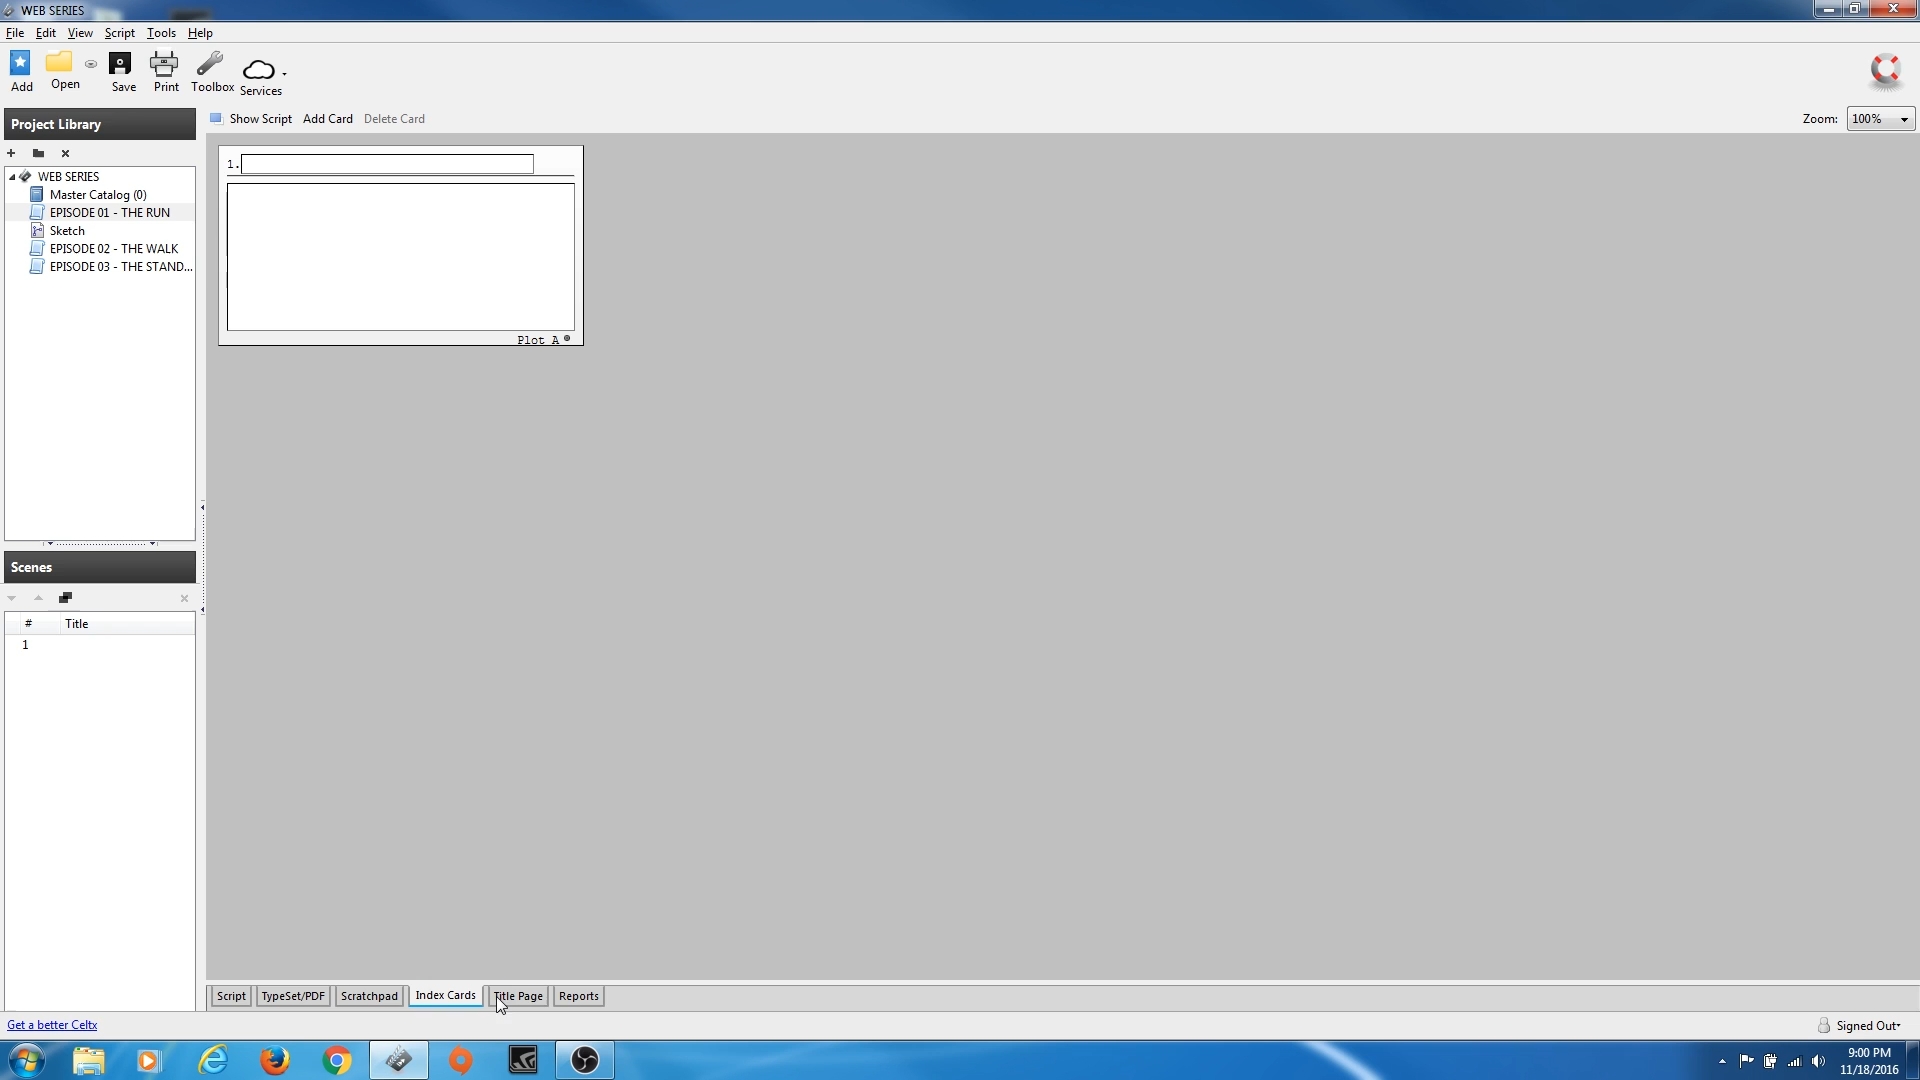 WEB SERIES
File Edit View Script Tools Help
Add Open Save Print Toolbox Services
Project Library
Show Script Add Card Delete Card Zoom: 100%
WEB SERIES
Master Catalog (0)
EPISODE 01 - THE RUN
Sketch
EPISODE 02 - THE WALK
EPISODE 03 - THE STAND...
1.
Plot A
Scenes
# Title
1
Script TypeSet/PDF Scratchpad Index Cards Title Page Reports
Get a better Celtx Signed Out
9:00 PM
11/18/2016